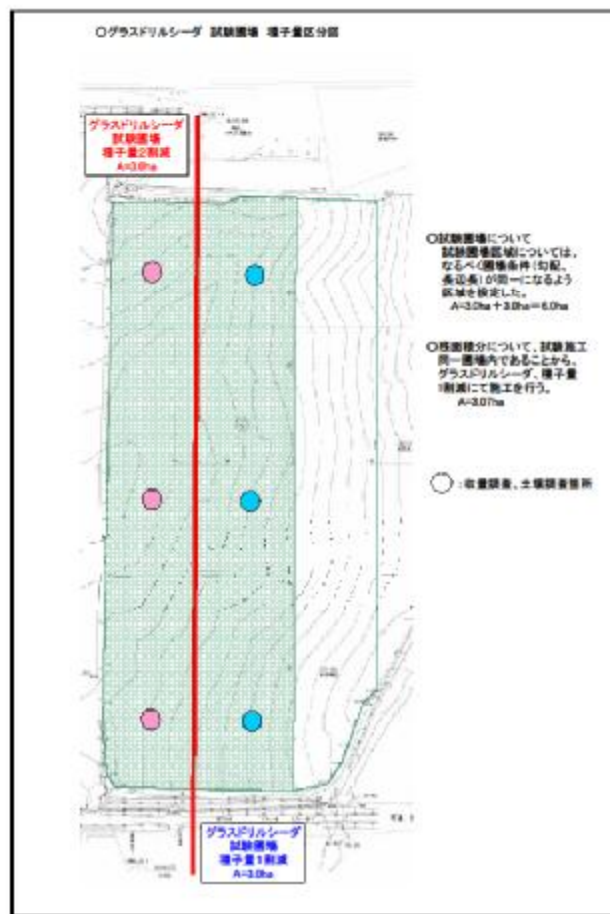 ○グラスドリルシーダ 試験圃場 種子量区分図
グラスドリルシーダ
試験圃場
種子量2割減
A=3.0ha
○試験圃場について
試験圃場区域については、
なるべく圃場条件(勾配、
長辺長)が同一になるよう
区域を設定した。
A=3.0ha+3.0ha=6.0ha
○残面積分について、試験施工
同一圃場内であることから、
グラスドリルシーダ、種子量
1割減にて施工を行う。
A=3.07ha
:収量調査、土壌調査箇所
グラスドリルシーダ
試験圃場
種子量1割減
A=3.0ha